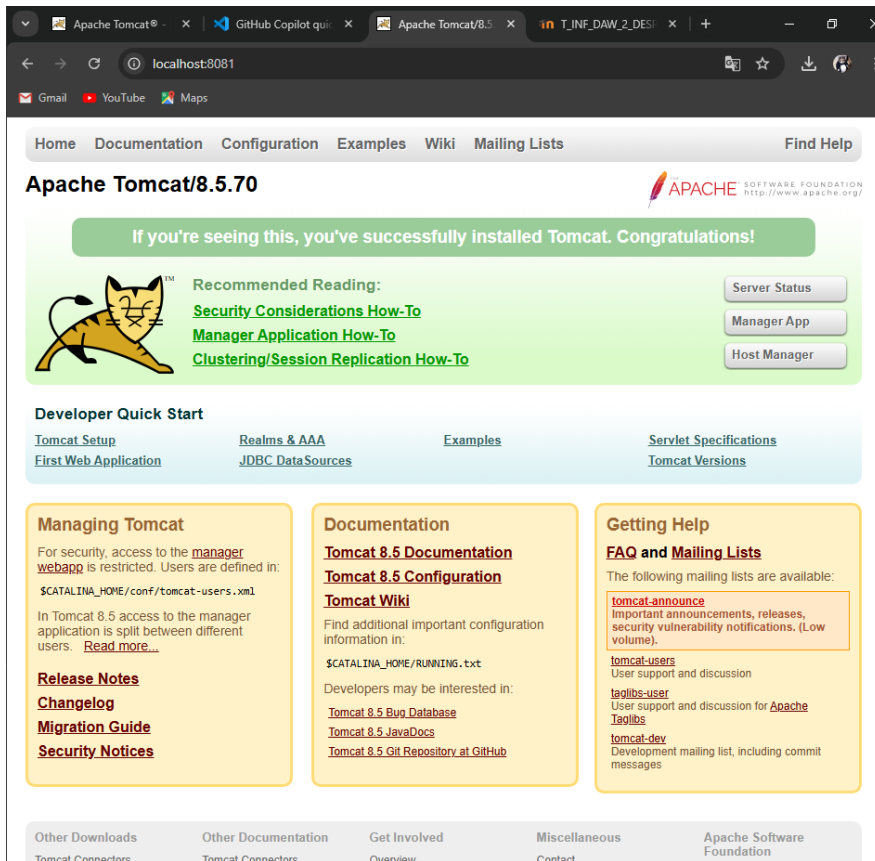 Apache Tomcat® -
GitHub Copilot quic
Apache Tomcat/8.5.
T_INF_DAW_2_DESP
localhost:8081
Gmail
YouTube
Maps
Home Documentation Configuration Examples Wiki Mailing Lists Find Help
Apache Tomcat/8.5.70
THE
APACHE SOFTWARE FOUNDATION
http://www.apache.org/
If you're seeing this, you've successfully installed Tomcat. Congratulations!
TM
Recommended Reading:
Security Considerations How-To
Manager Application How-To
Clustering/Session Replication How-To
Server Status
Manager App
Host Manager
Developer Quick Start
Tomcat Setup
First Web Application
Realms & AAA
JDBC DataSources
Examples
Servlet Specifications
Tomcat Versions
Managing Tomcat
For security, access to the manager
webapp is restricted. Users are defined in:
$CATALINA_HOME/conf/tomcat-users.xml
In Tomcat 8.5 access to the manager
application is split between different
users. Read more...
Release Notes
Changelog
Migration Guide
Security Notices
Documentation
Tomcat 8.5 Documentation
Tomcat 8.5 Configuration
Tomcat Wiki
Find additional important configuration
information in:
$CATALINA_HOME/RUNNING.txt
Developers may be interested in:
Tomcat 8.5 Bug Database
Tomcat 8.5 JavaDocs
Tomcat 8.5 Git Repository at GitHub
Getting Help
FAQ and Mailing Lists
The following mailing lists are available:
tomcat-announce
Important announcements, releases,
security vulnerability notifications. (Low
volume).
tomcat-users
User support and discussion
taglibs-user
User support and discussion for Apache
Taglibs
tomcat-dev
Development mailing list, including commit
messages
Other Downloads
Tomcat Connectors
Other Documentation
Tomcat Connectors
Get Involved
Overview
Miscellaneous
Contact
Apache Software
Foundation